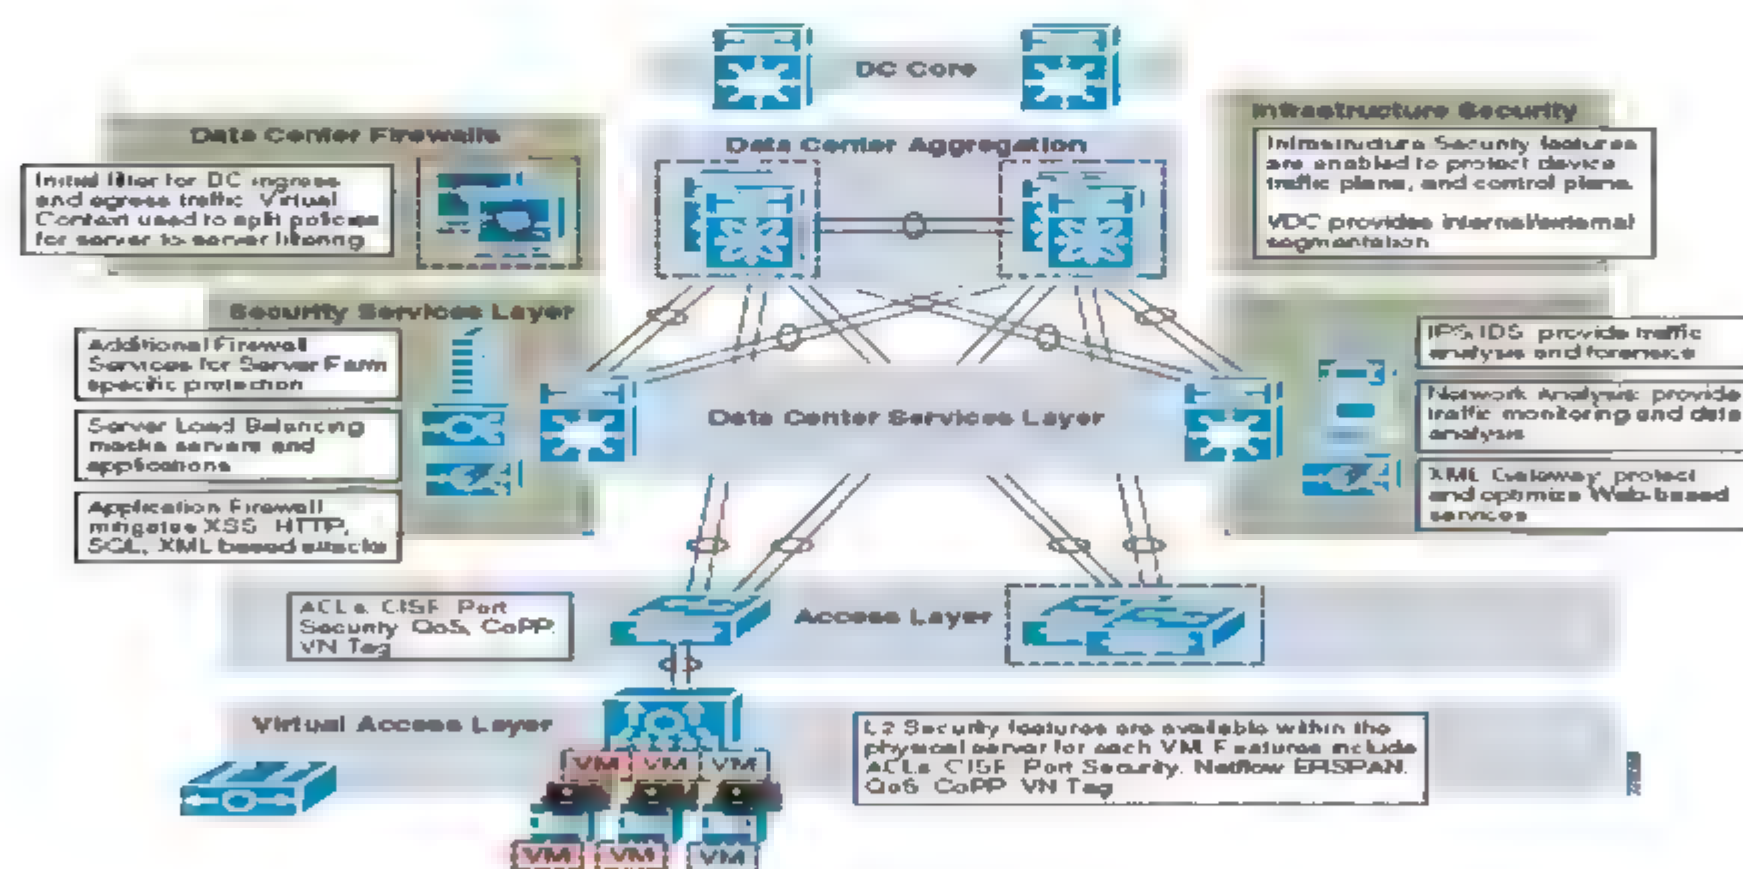 DC Core
Data Center Firewalls
Initial filter for DC ingress
and egress traffic. Virtual
Context used to split policies
for server to server filtering
Data Center Aggregation
Infrastructure Security
Infrastructure Security features
are enabled to protect device
traffic plane, and control plane.
VDC provides internal/external
segmentation
Security Services Layer
Additional Firewall
Services for Server Farm
specific protection
Server Load Balancing
masks servers and
applications
Application Firewall
mitigates XSS, HTTP,
SQL, XML based attacks
Data Center Services Layer
IPS/IDS: provide traffic
analysis and forensics
Network Analysis: provide
traffic monitoring and data
analysis
XML Gateway: protect
and optimize Web-based
services
ACLs, CISF, Port
Security, QoS, CoPP,
VN Tag
Access Layer
Virtual Access Layer
L2 Security features are available within the
physical server for each VM. Features include
ACLs, CISF, Port Security, Netflow ERSPAN,
QoS, CoPP, VN Tag
VM VM VM
VM VM VM